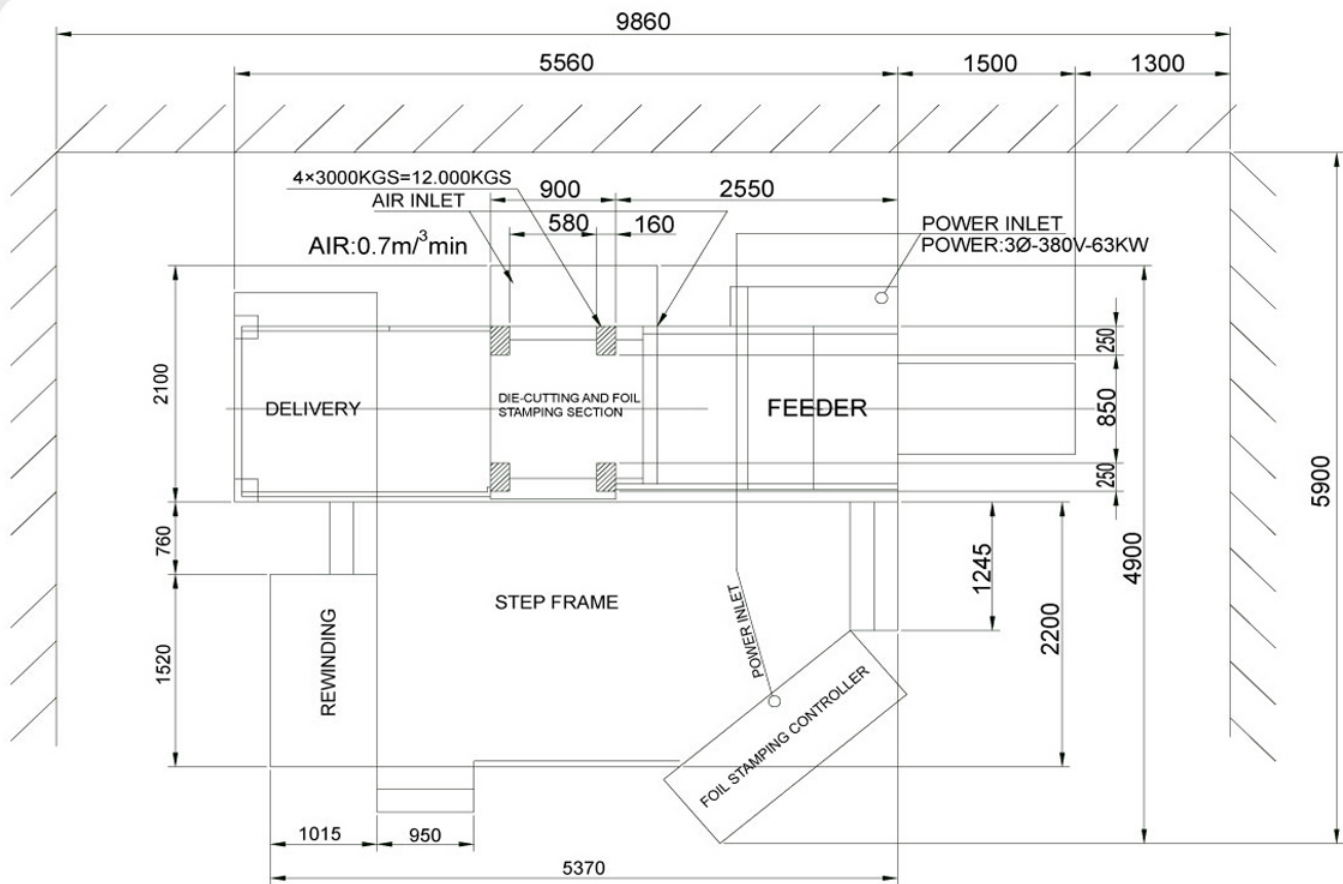 9860
5560
1500
1300
4×3000KGS=12.000KGS
900
2550
AIR INLET
580
160
POWER INLET
AIR:0.7m/³min
POWER:3Ø-380V-63KW
250
2100
DELIVERY
DIE-CUTTING AND FOIL
STAMPING SECTION
FEEDER
850
250
5900
760
4900
1245
STEP FRAME
2200
POWER INLET
1520
REWINDING
FOIL STAMPING CONTROLLER
1015
950
5370